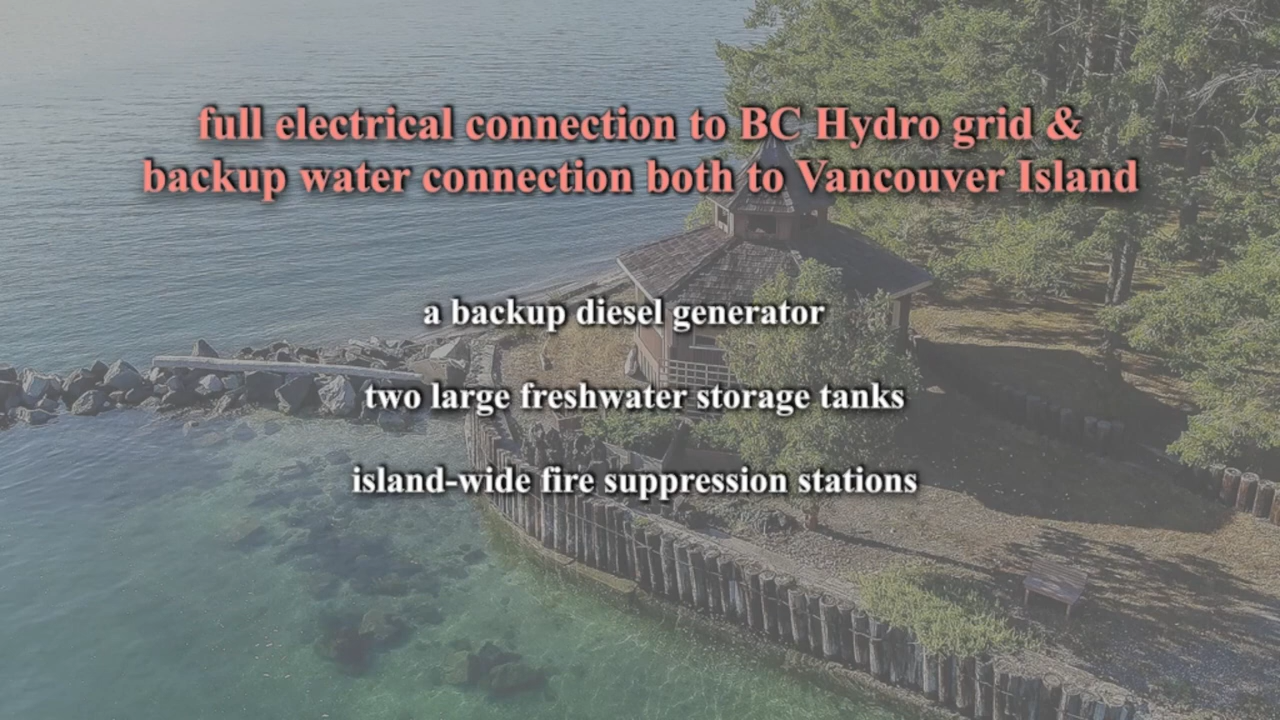 full electrical connection to BC Hydro grid &
backup water connection both to Vancouver Island
a backup diesel generator
two large freshwater storage tanks
island-wide fire suppression stations